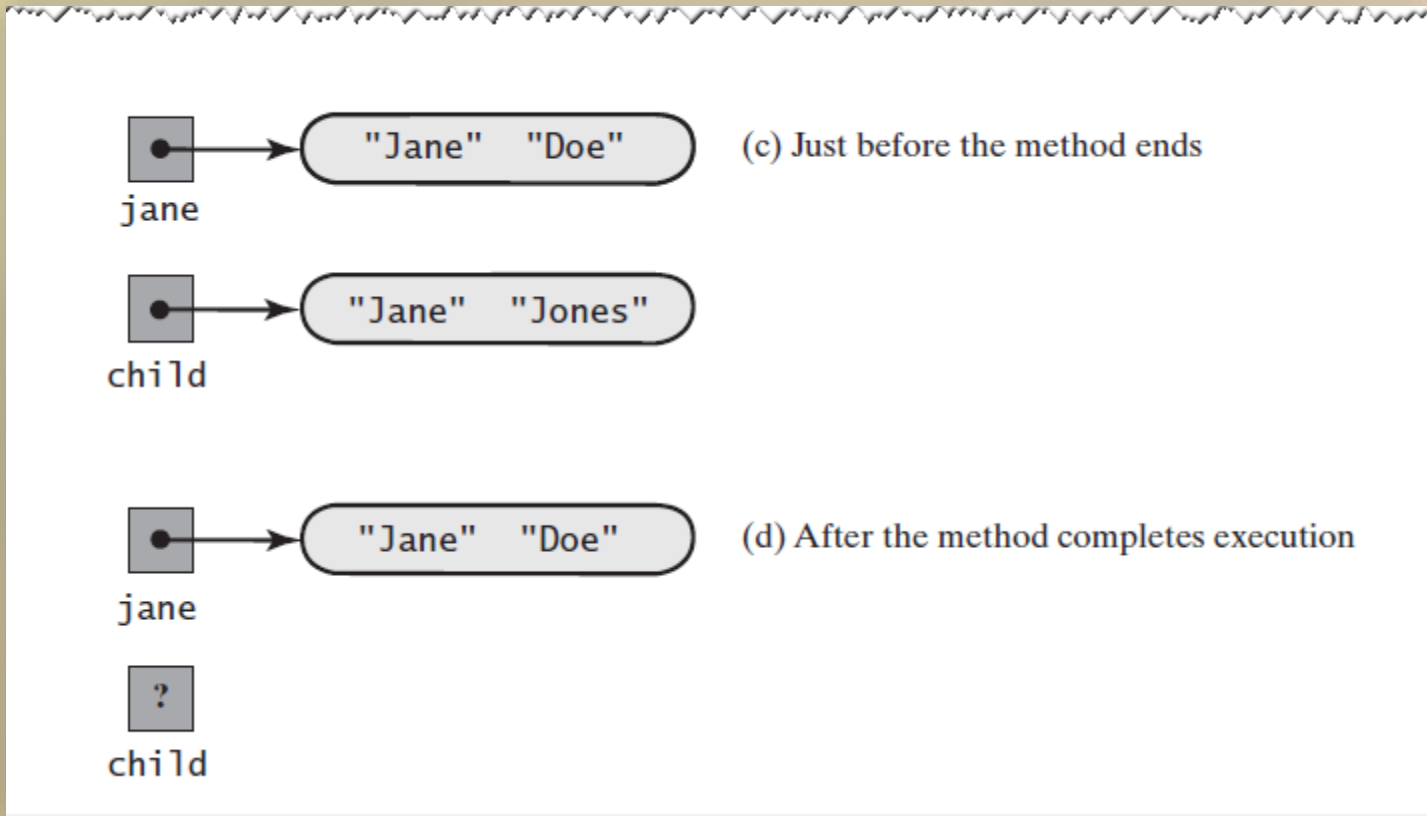 "Jane" "Doe" (c) Just before the method ends
jane
"Jane" "Jones"
child
"Jane" "Doe" (d) After the method completes execution
jane
?
child